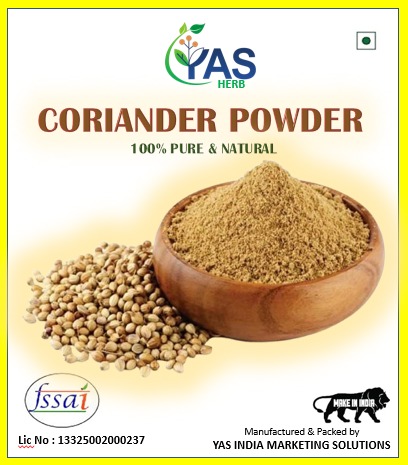 YAS
HERB
CORIANDER POWDER
100% PURE & NATURAL
fssai
Lic No : 13325002000237
MAKE IN INDIA
Manufactured & Packed by
YAS INDIA MARKETING SOLUTIONS